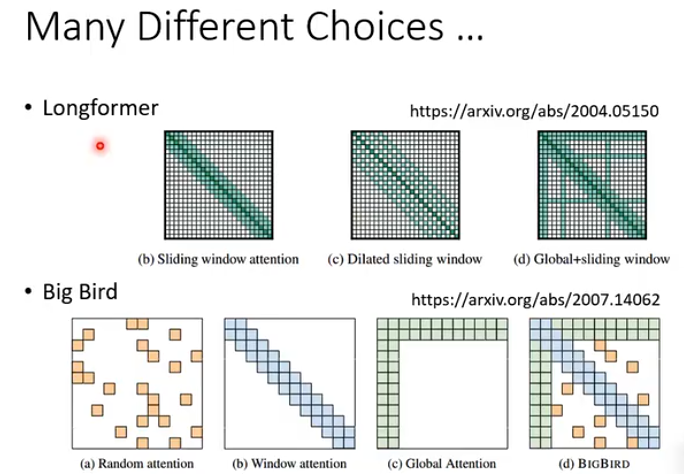 Many Different Choices ...
• Longformer
https://arxiv.org/abs/2004.05150
(b) Sliding window attention
(c) Dilated sliding window
(d) Global+sliding window
• Big Bird
https://arxiv.org/abs/2007.14062
(a) Random attention
(b) Window attention
(c) Global Attention
(d) BIGBIRD